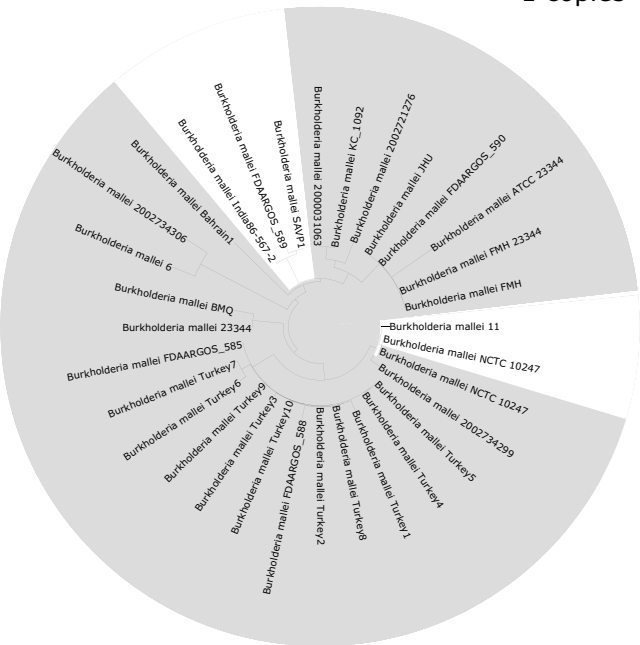 Burkholderia mallei 2000031063
Burkholderia mallei KC_1092
Burkholderia mallei 2002721276
Burkholderia mallei JHU
Burkholderia mallei FDAARGOS_590
Burkholderia mallei ATCC 23344
Burkholderia mallei FMH 23344
Burkholderia mallei FMH
Burkholderia mallei 11
Burkholderia mallei NCTC 10247
Burkholderia mallei NCTC 10247
Burkholderia mallei 2002734299
Burkholderia mallei Turkey5
Burkholderia mallei Turkey4
Burkholderia mallei Turkey1
Burkholderia mallei Turkey8
Burkholderia mallei Turkey2
Burkholderia mallei FDAARGOS_588
Burkholderia mallei Turkey10
Burkholderia mallei Turkey3
Burkholderia mallei Turkey9
Burkholderia mallei Turkey6
Burkholderia mallei Turkey7
Burkholderia mallei FDAARGOS_585
Burkholderia mallei 23344
Burkholderia mallei BMQ
Burkholderia mallei 6
Burkholderia mallei 2002734306
Burkholderia mallei Bahrain1
Burkholderia mallei India86-567-2
Burkholderia mallei FDAARGOS_589
Burkholderia mallei SAVP1